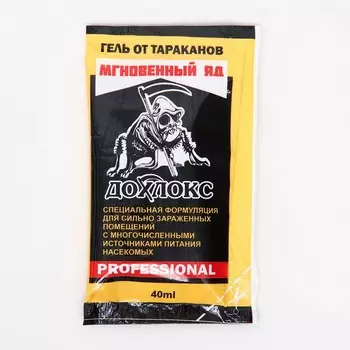 ГЕЛЬ ОТ ТАРАКАНОВ
МГНОВЕННЫЙ ЯД
ДОХЛОКС
СПЕЦИАЛЬНАЯ ФОРМУЛЯЦИЯ
ДЛЯ СИЛЬНО ЗАРАЖЕННЫХ
ПОМЕЩЕНИЙ
С МНОГОЧИСЛЕННЫМИ
ИСТОЧНИКАМИ ПИТАНИЯ
НАСЕКОМЫХ
PROFESSIONAL
40ml